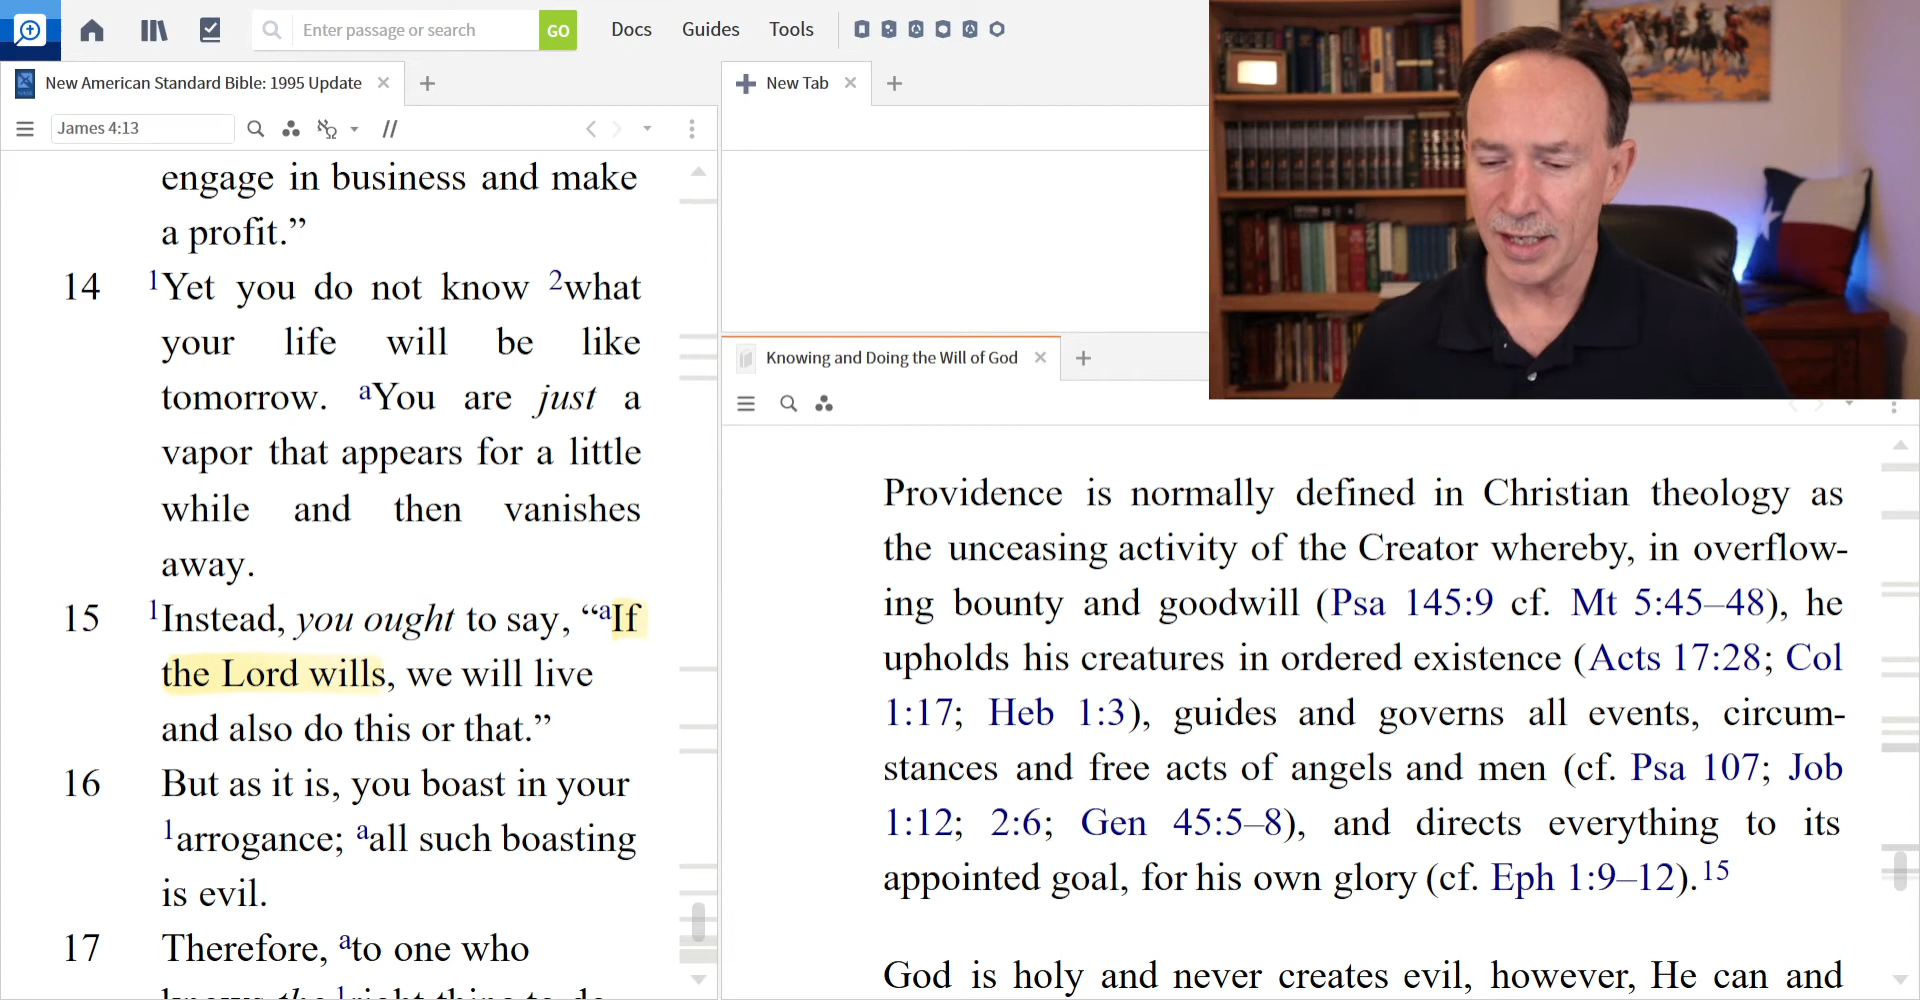 Enter passage or search
GO
Docs
Guides
Tools
New American Standard Bible: 1995 Update
James 4:13
engage in business and make
a profit.”
14 1Yet you do not know 2what
your life will be like
tomorrow. aYou are just a
vapor that appears for a little
while and then vanishes
away.
15 1Instead, you ought to say, “aIf
the Lord wills, we will live
and also do this or that.”
16 But as it is, you boast in your
1arrogance; aall such boasting
is evil.
17 Therefore, ato one who
knows the 1right thing to do
New Tab
Knowing and Doing the Will of God
Providence is normally defined in Christian theology as
the unceasing activity of the Creator whereby, in overflow-
ing bounty and goodwill (Psa 145:9 cf. Mt 5:45–48), he
upholds his creatures in ordered existence (Acts 17:28; Col
1:17; Heb 1:3), guides and governs all events, circum-
stances and free acts of angels and men (cf. Psa 107; Job
1:12; 2:6; Gen 45:5–8), and directs everything to its
appointed goal, for his own glory (cf. Eph 1:9–12).15
God is holy and never creates evil, however, He can and